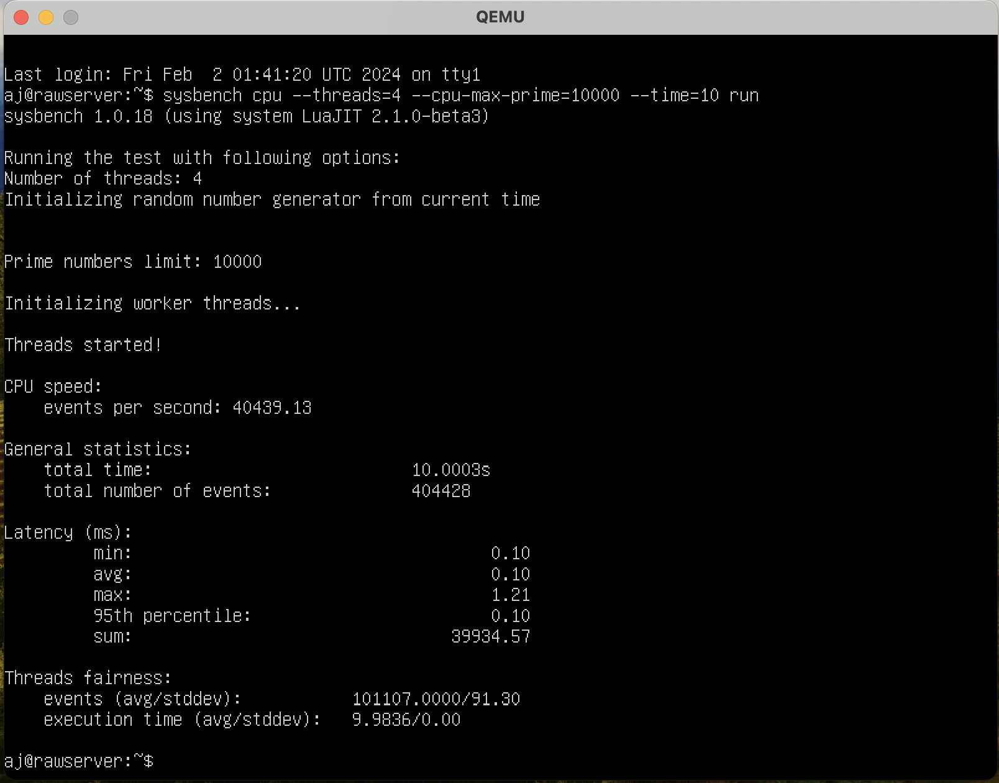 QEMU
Last login: Fri Feb  2 01:41:20 UTC 2024 on tty1
aj@rawserver:~$ sysbench cpu --threads=4 --cpu-max-prime=10000 --time=10 run
sysbench 1.0.18 (using system LuaJIT 2.1.0-beta3)
Running the test with following options:
Number of threads: 4
Initializing random number generator from current time
Prime numbers limit: 10000
Initializing worker threads...
Threads started!
CPU speed:
    events per second: 40439.13
General statistics:
    total time:                          10.0003s
    total number of events:              404428
Latency (ms):
         min:                                    0.10
         avg:                                    0.10
         max:                                    1.21
         95th percentile:                        0.10
         sum:                                39934.57
Threads fairness:
    events (avg/stddev):           101107.0000/91.30
    execution time (avg/stddev):   9.9836/0.00
aj@rawserver:~$